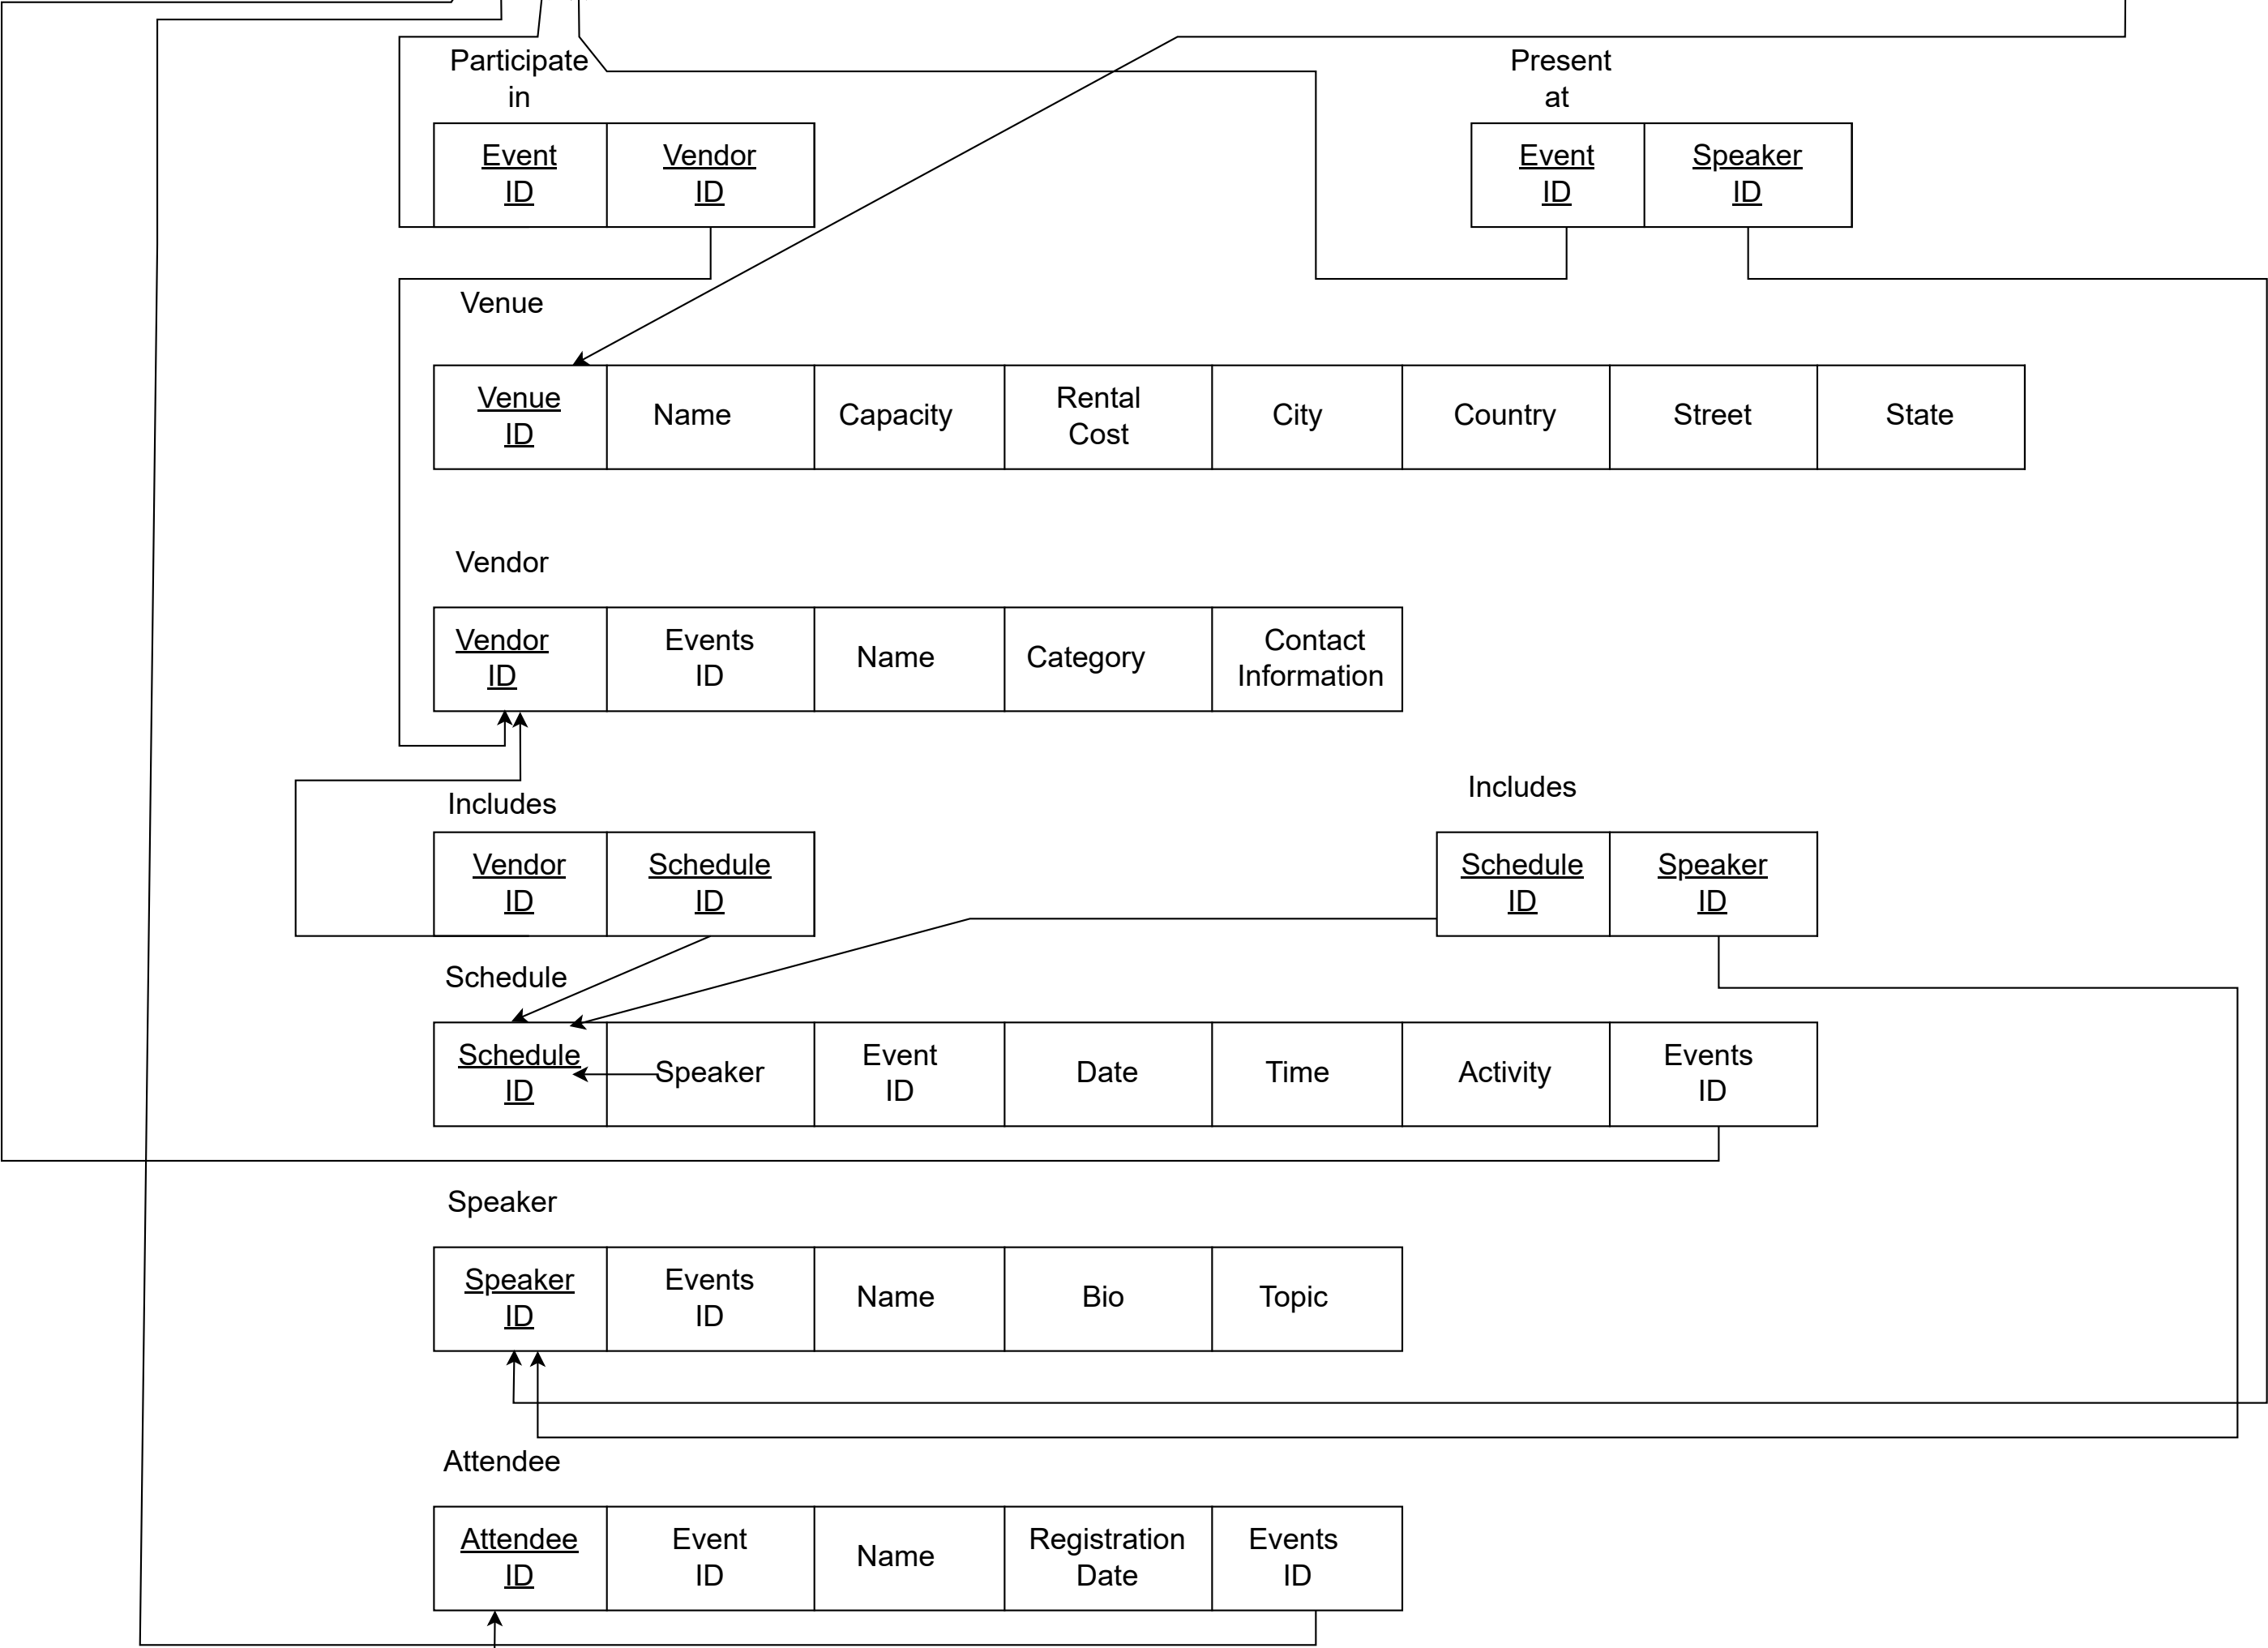 Participate
in
Present
at
Event
ID
Vendor
ID
Event
ID
Speaker
ID
Venue
Venue
ID
Name
Capacity
Rental
Cost
City
Country
Street
State
Vendor
Vendor
ID
Events
ID
Name
Category
Contact
Information
Includes
Includes
Vendor
ID
Schedule
ID
Schedule
ID
Speaker
ID
Schedule
Schedule
ID
Speaker
Event
ID
Date
Time
Activity
Events
ID
Speaker
Speaker
ID
Events
ID
Name
Bio
Topic
Attendee
Attendee
ID
Event
ID
Name
Registration
Date
Events
ID